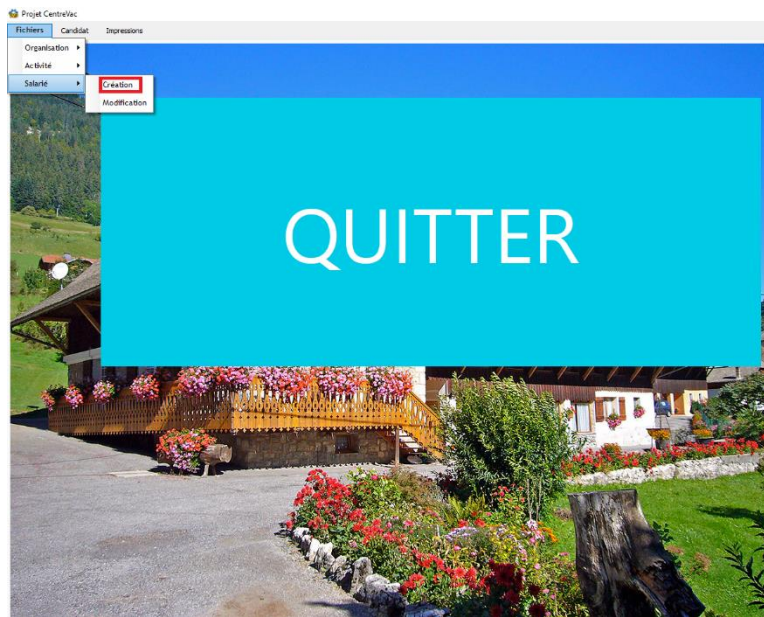 Projet CentreVac
Fichiers Candidat Impressions
Organisation
Activité
Salarié
Création
Modification
QUITTER